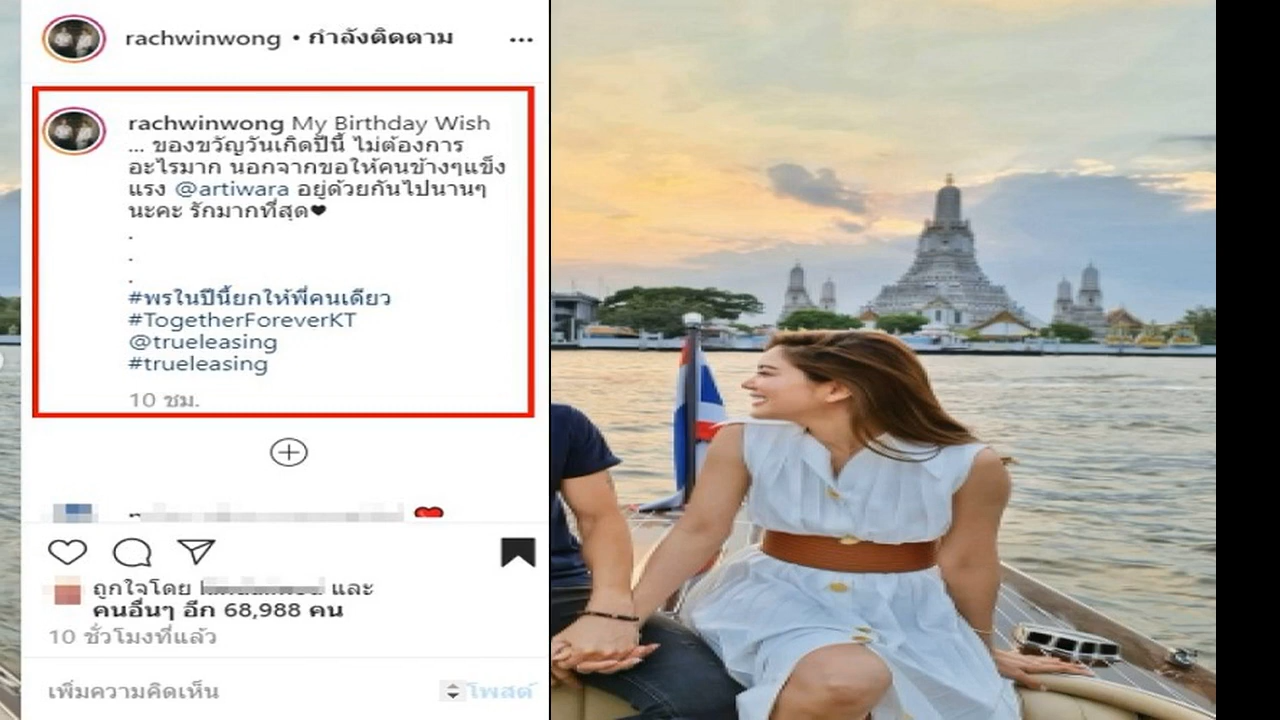 rachwinwong • กำลังติดตาม
rachwinwong My Birthday Wish
... ของขวัญวันเกิดปีนี้ ไม่ต้องการ
อะไรมาก นอกจากขอให้คนข้างๆแข็ง
แรง @artiwara อยู่ด้วยกันไปนานๆ
นะคะ รักมากที่สุด❤
.
.
.
#พรในปีนี้ยกให้พี่คนเดียว
#TogetherForeverKT
@trueleasing
#trueleasing
10 ชม.
ถูกใจโดย และ
คนอื่นๆ อีก 68,988 คน
10 ชั่วโมงที่แล้ว
เพิ่มความคิดเห็น
โพสต์